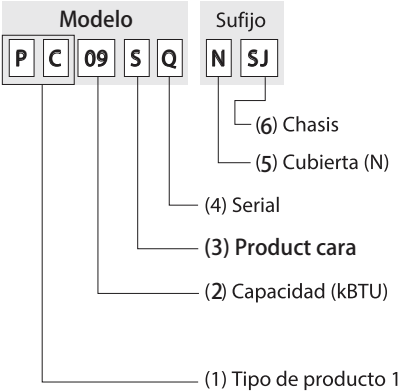 Modelo Sufijo
P C 09 S Q N SJ
(6) Chasis
(5) Cubierta (N)
(4) Serial
(3) Product cara
(2) Capacidad (kBTU)
(1) Tipo de producto 1